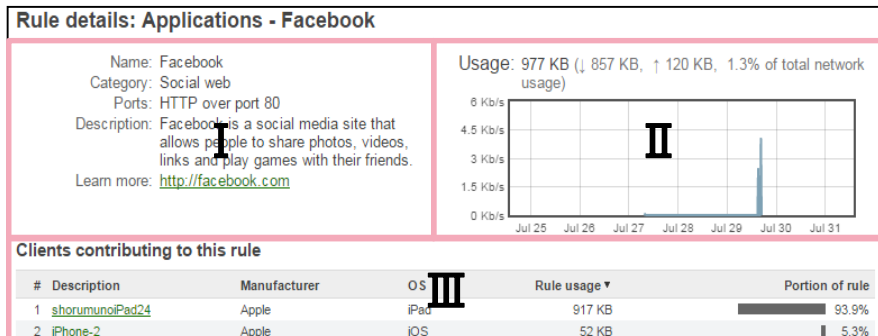 Rule details: Applications - Facebook
Name: Facebook
Category: Social web
Ports: HTTP over port 80
Description: Facebook is a social media site that
allows people to share photos, videos,
links and play games with their friends.
Learn more: http://facebook.com
I
Usage: 977 KB (↓ 857 KB, ↑ 120 KB, 1.3% of total network
usage)
6 Kb/s
4.5 Kb/s
3 Kb/s
1.5 Kb/s
0 Kb/s
Jul 25 Jul 26 Jul 27 Jul 28 Jul 29 Jul 30 Jul 31
II
Clients contributing to this rule
# Description Manufacturer OS Rule usage ▼ Portion of rule
III
1 shorumunoiPad24 Apple iPad 917 KB 93.9%
2 iPhone-2 Apple iOS 52 KB 5.3%